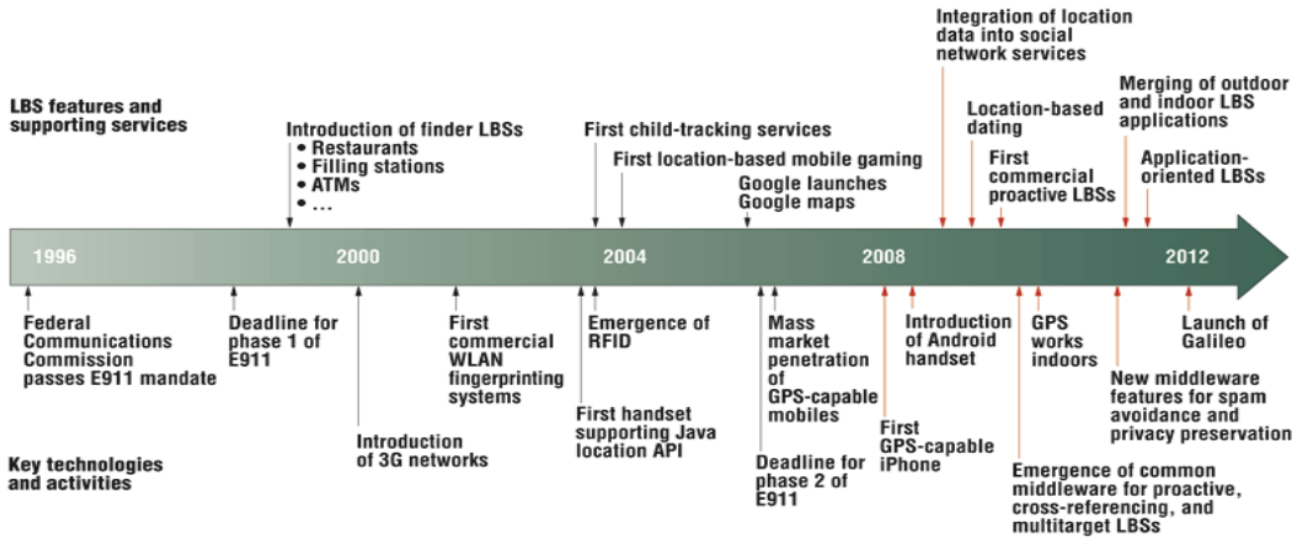 Integration of location
data into social
network services
LBS features and
supporting services
Introduction of finder LBSs
• Restaurants
• Filling stations
• ATMs
• ...
First child-tracking services
First location-based mobile gaming
Google launches
Google maps
Location-based
dating
First
commercial
proactive LBSs
Merging of outdoor
and indoor LBS
applications
Application-
oriented LBSs
1996
2000
2004
2008
2012
Federal
Communications
Commission
passes E911 mandate
Deadline for
phase 1 of
E911
Introduction
of 3G networks
First
commercial
WLAN
fingerprinting
systems
First handset
supporting Java
location API
Emergence of
RFID
Deadline for
phase 2 of
E911
Mass
market
penetration
of
GPS-capable
mobiles
First
GPS-capable
iPhone
Introduction
of Android
handset
Emergence of common
middleware for proactive,
cross-referencing, and
multitarget LBSs
GPS
works
indoors
New middleware
features for spam
avoidance and
privacy preservation
Launch of
Galileo
Key technologies
and activities